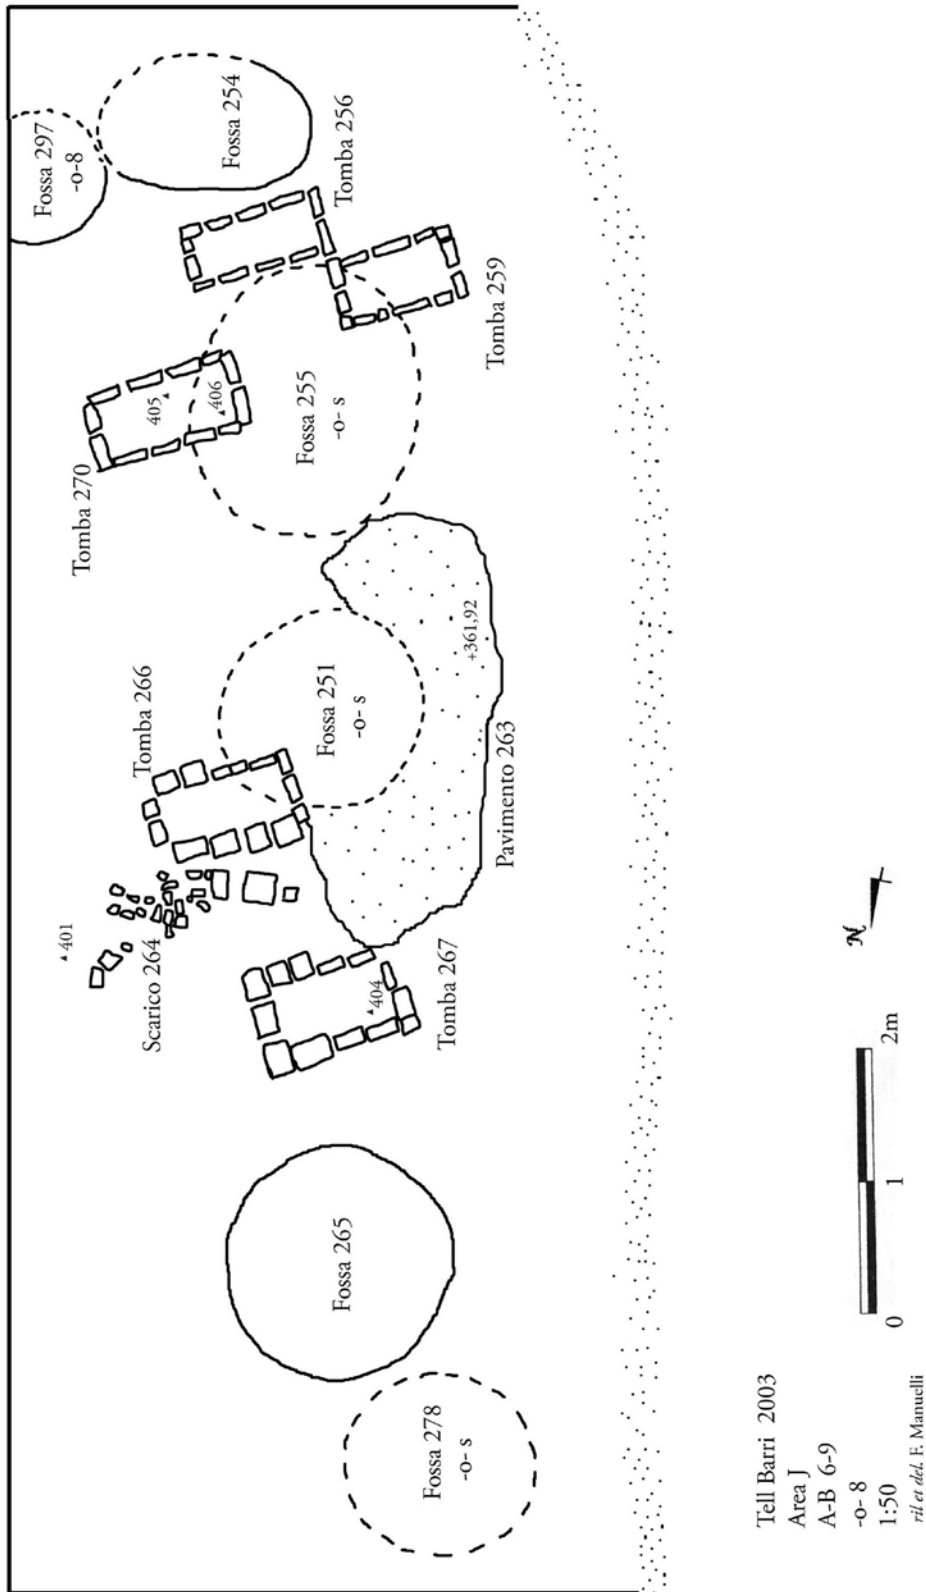 Fossa 297
-o-8
Fossa 254
Tomba 256
Tomba 259
Tomba 270
405
406
Fossa 255
-o- s
Tomba 266
Fossa 251
-o- s
+361,92
Pavimento 263
401
Scarico 264
404
Tomba 267
Fossa 265
Fossa 278
-o- s
N
0 1 2m
Tell Barri 2003
Area J
A-B 6-9
-o- 8
1:50
ril et del. F. Manuelli